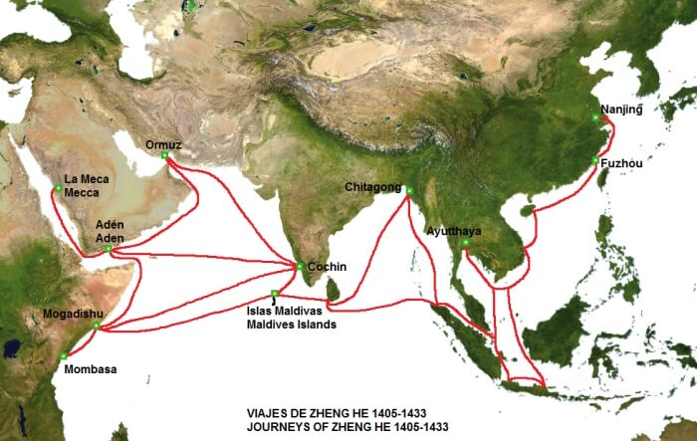 Nanjing
Ormuz
Fuzhou
La Meca
Mecca
Chitagong
Adén
Aden
Ayutthaya
Cochin
Islas Maldivas
Maldives Islands
Mogadishu
Mombasa
VIAJES DE ZHENG HE 1405-1433
JOURNEYS OF ZHENG HE 1405-1433